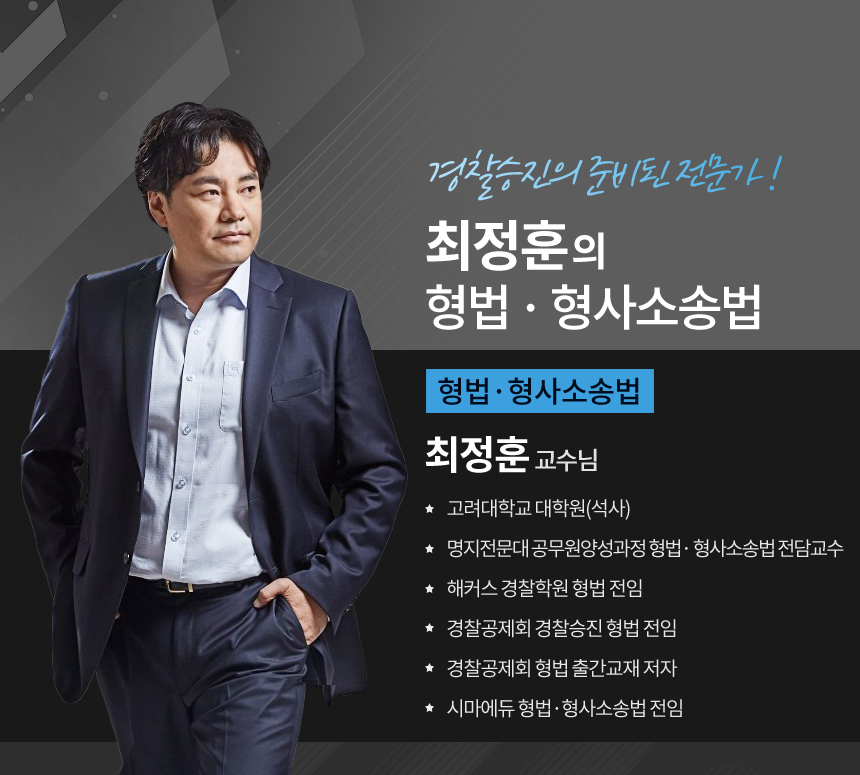 경찰승진의 준비된 전문가!
최정훈의
형법 · 형사소송법
형법·형사소송법
최정훈 교수님
고려대학교 대학원(석사)
명지전문대 공무원양성과정 형법· 형사소송법 전담교수
해커스 경찰학원 형법 전임
경찰공제회 경찰승진 형법 전임
경찰공제회 형법 출간교재 저자
시마에듀 형법·형사소송법 전임